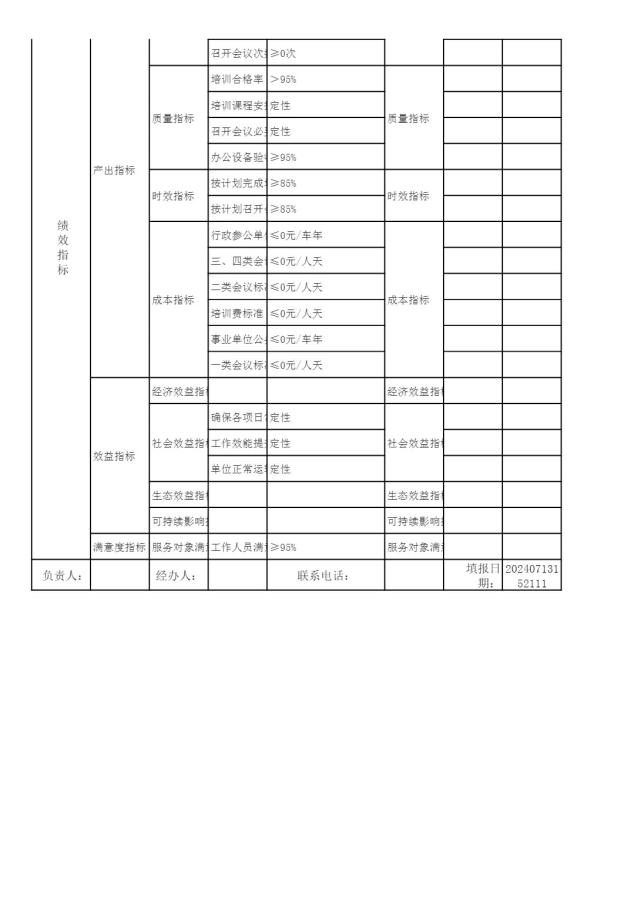 召开会议次 ≥0次
培训合格率 >95%
质量指标 培训课程安 定性 质量指标
召开会议必 定性
办公设备验 ≥95%
产出指标
时效指标 按计划完成 ≥85% 时效指标
按计划召开 ≥85%
绩
效
指
标
行政参公单 ≤0元/车年
三、四类会 ≤0元/人天
二类会议标 ≤0元/人天
成本指标 成本指标
培训费标准 ≤0元/人天
事业单位公 ≤0元/车年
一类会议标 ≤0元/人天
经济效益指 经济效益指
确保各项日 定性
效益指标 社会效益指 工作效能提 定性 社会效益指
单位正常运 定性
生态效益指 生态效益指
可持续影响 可持续影响
满意度指标 服务对象满 工作人员满 ≥95% 服务对象满
负责人： 经办人： 联系电话： 填报日
期： 202407131
52111